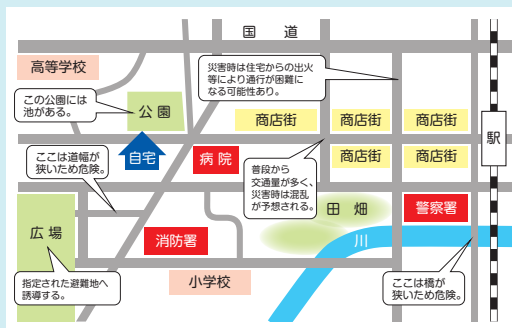 国道
高等学校
災害時は住宅からの出火
等により通行が困難に
なる可能性あり。
この公園には
池がある。
公園
商店街
商店街
商店街
駅
自宅
病院
商店街
商店街
ここは道幅が
狭いため危険。
普段から
交通量が多く、
災害時は混乱
が予想される。
田畑
警察署
広場
消防署
川
指定された避難地へ
誘導する。
小学校
ここは橋が
狭いため危険。